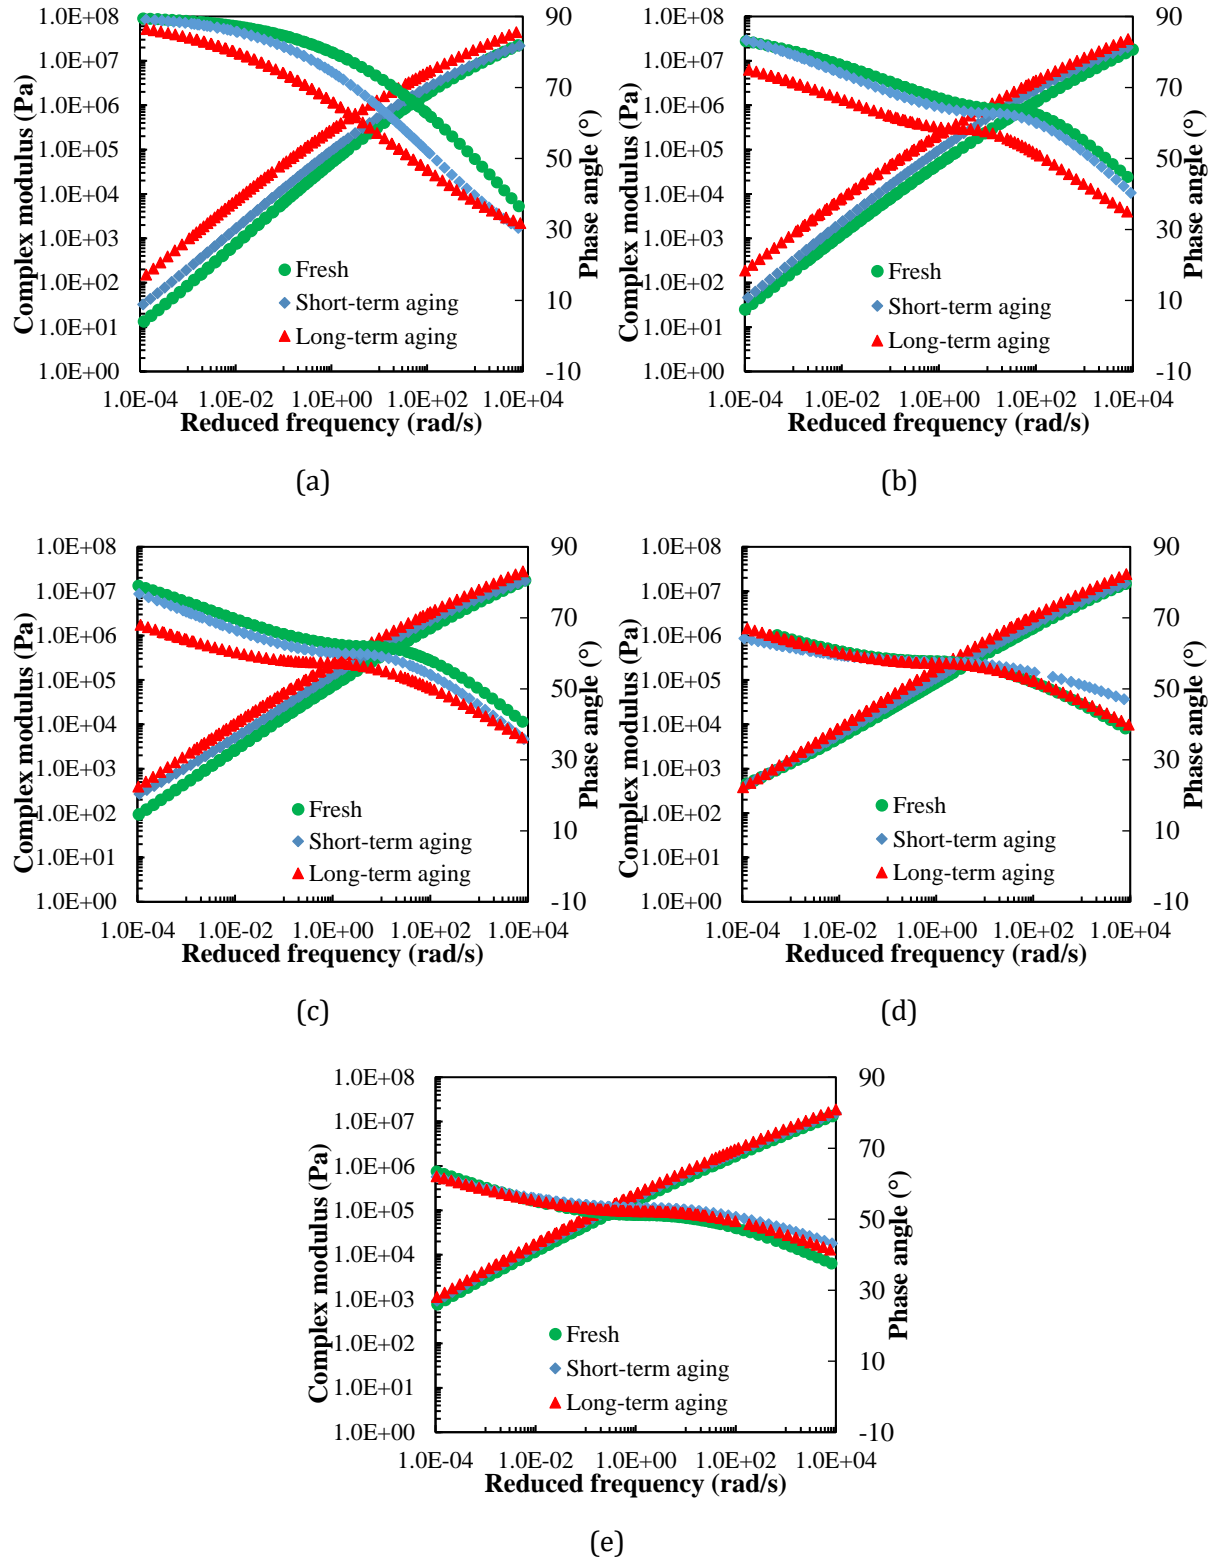 1.0E+08
1.0E+07
1.0E+06
1.0E+05
1.0E+04
1.0E+03
1.0E+02
1.0E+01
1.0E+00
Complex modulus (Pa)
90
70
50
30
10
-10
Phase angle (°)
Fresh
Short-term aging
Long-term aging
1.0E-04 1.0E-02 1.0E+00 1.0E+02 1.0E+04
Reduced frequency (rad/s)
(a)
1.0E+08
1.0E+07
1.0E+06
1.0E+05
1.0E+04
1.0E+03
1.0E+02
1.0E+01
1.0E+00
Complex modulus (Pa)
90
70
50
30
10
-10
Phase angle (°)
Fresh
Short-term aging
Long-term aging
1.0E-04 1.0E-02 1.0E+00 1.0E+02 1.0E+04
Reduced frequency (rad/s)
(b)
1.0E+08
1.0E+07
1.0E+06
1.0E+05
1.0E+04
1.0E+03
1.0E+02
1.0E+01
1.0E+00
Complex modulus (Pa)
90
70
50
30
10
-10
Phase angle (°)
Fresh
Short-term aging
Long-term aging
1.0E-04 1.0E-02 1.0E+00 1.0E+02 1.0E+04
Reduced frequency (rad/s)
(c)
1.0E+08
1.0E+07
1.0E+06
1.0E+05
1.0E+04
1.0E+03
1.0E+02
1.0E+01
1.0E+00
Complex modulus (Pa)
90
70
50
30
10
-10
Phase angle (°)
Fresh
Short-term aging
Long-term aging
1.0E-04 1.0E-02 1.0E+00 1.0E+02 1.0E+04
Reduced frequency (rad/s)
(d)
1.0E+08
1.0E+07
1.0E+06
1.0E+05
1.0E+04
1.0E+03
1.0E+02
1.0E+01
1.0E+00
Complex modulus (Pa)
90
70
50
30
10
-10
Phase angle (°)
Fresh
Short-term aging
Long-term aging
1.0E-04 1.0E-02 1.0E+00 1.0E+02 1.0E+04
Reduced frequency (rad/s)
(e)